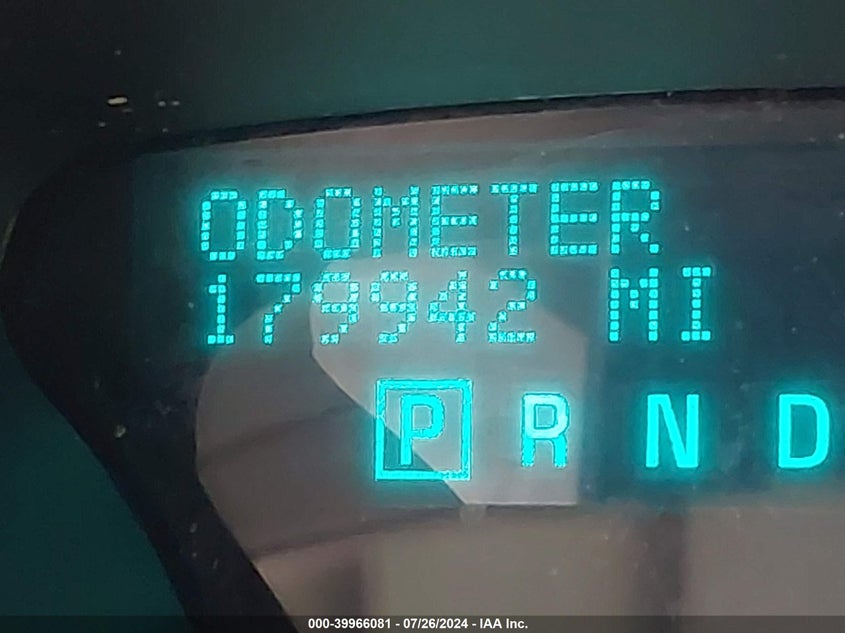 ODOMETER
179942 MI
P R N D
000-39966081 - 07/26/2024 - IAA Inc.